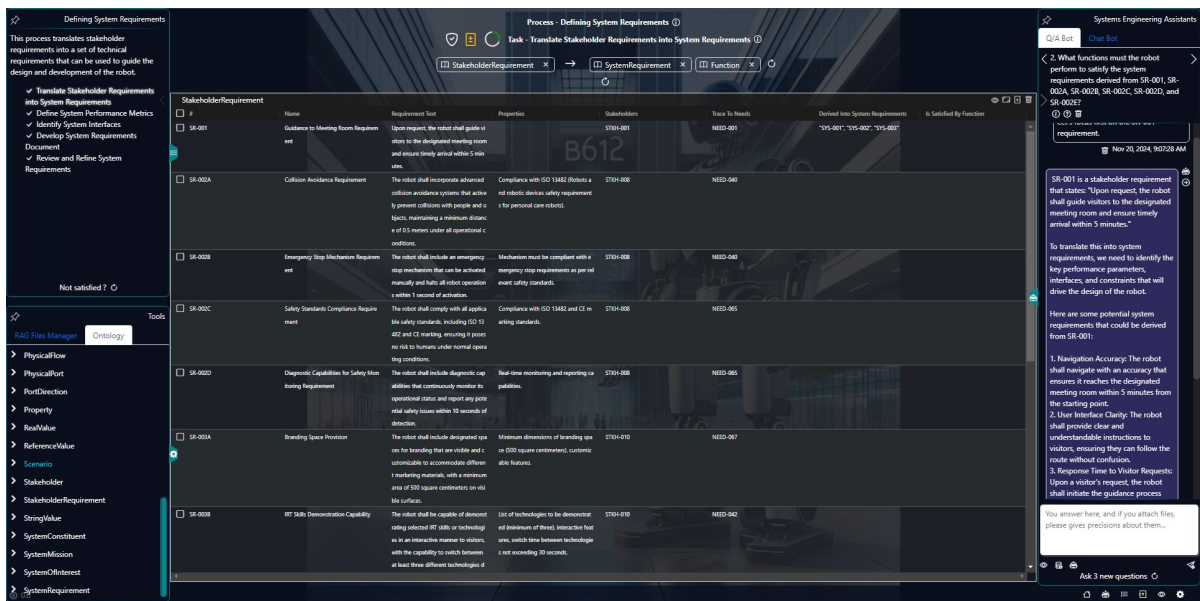 Defining System Requirements
This process translates stakeholder
requirements into a set of technical
requirements that can be used to guide the
design and development of the robot.
Translate Stakeholder Requirements
into System Requirements
Define System Performance Metrics
Identify System Interfaces
Develop System Requirements
Document
Review and Refine System
Requirements
Not satisfied ?
Tools
RAG Files Manager Ontology
PhysicalFlow
PhysicalPort
PortDirection
Property
RealValue
ReferenceValue
Scenario
Stakeholder
StakeholderRequirement
StringValue
SystemConstituent
SystemMission
SystemOfInterest
SystemRequirement
Process - Defining System Requirements
Task - Translate Stakeholder Requirements into System Requirements
StakeholderRequirement × → SystemRequirement × Function ×
StakeholderRequirement
# Name Requirement Text Properties Stakeholders Trace To Needs Derived Into System Requirements Is Satisfied By Function
SR-001 Guidance to Meeting Room Requirem
ent
Upon request, the robot shall guide vi
sitors to the designated meeting room
and ensure timely arrival within 5 min
utes.
STKH-001 NEED-001 "SYS-001", "SYS-002", "SYS-003"
B612
SR-002A Collision Avoidance Requirement
The robot shall incorporate advanced
collision avoidance systems that active
ly prevent collisions with people and o
bjects, maintaining a minimum distanc
e of 0.5 meters under all operational c
onditions.
Compliance with ISO 13482 (Robots a
nd robotic devices safety requirement
s for personal care robots).
STKH-008 NEED-040
SR-002B Emergency Stop Mechanism Requirem
ent
The robot shall include an emergency
stop mechanism that can be activated
manually and halts all robot operation
s within 1 second of activation.
Mechanism must be compliant with e
mergency stop requirements as per rel
evant safety standards.
STKH-008 NEED-040
SR-002C Safety Standards Compliance Require
ment
The robot shall comply with all applica
ble safety standards, including ISO 13
482 and CE marking, ensuring it poses
no risk to humans under normal opera
ting conditions.
Compliance with ISO 13482 and CE m
arking standards.
STKH-008 NEED-065
SR-002D Diagnostic Capabilities for Safety Mon
itoring Requirement
The robot shall include diagnostic cap
abilities that continuously monitor its
operational status and report any pote
ntial safety issues within 10 seconds of
detection.
Real-time monitoring and reporting ca
pabilities.
STKH-008 NEED-065
SR-003A Branding Space Provision
The robot shall include designated spa
ces for branding that are visible and c
ustomizable to accommodate differen
t marketing materials, with a minimum
area of 500 square centimeters on visi
ble surfaces.
Minimum dimensions of branding spa
ce (500 square centimeters), customiz
able features.
STKH-010 NEED-067
SR-003B IRT Skills Demonstration Capability
The robot shall be capable of demonst
rating selected IRT skills or technologi
es in an interactive manner to visitors,
with the capability to switch between
at least three different technologies d
List of technologies to be demonstrat
ed (minimum of three), interactive feat
ures, switch time between technologie
s not exceeding 30 seconds.
STKH-010 NEED-042
Systems Engineering Assistants
Q/A Bot Chat Bot
2. What functions must the robot
perform to satisfy the system
requirements derived from SR-001, SR-
002A, SR-002B, SR-002C, SR-002D, and
SR-002E?
requirement.
Nov 20, 2024, 9:07:28 AM
SR-001 is a stakeholder requirement
that states: "Upon request, the robot
shall guide visitors to the designated
meeting room and ensure timely
arrival within 5 minutes."
To translate this into system
requirements, we need to identify the
key performance parameters,
interfaces, and constraints that will
drive the design of the robot.
Here are some potential system
requirements that could be derived
from SR-001:
1. Navigation Accuracy: The robot
shall navigate with an accuracy that
ensures it reaches the designated
meeting room within 5 minutes from
the starting point.
2. User Interface Clarity: The robot
shall provide clear and
understandable instructions to
visitors, ensuring they can follow the
route without confusion.
3. Response Time to Visitor Requests:
Upon a visitor's request, the robot
shall initiate the guidance process
You answer here, and if you attach files,
please gives precisions about them...
Ask 3 new questions